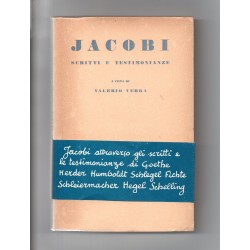 JACOBI
SCRITTI E TESTIMONIANZE
A CURA DI
VALERIO VERRA
Jacobi attraverso gli scritti e
le testimonianze di Goethe
Herder Humboldt Schlegel Fichte
Schleiermacher Hegel Schelling